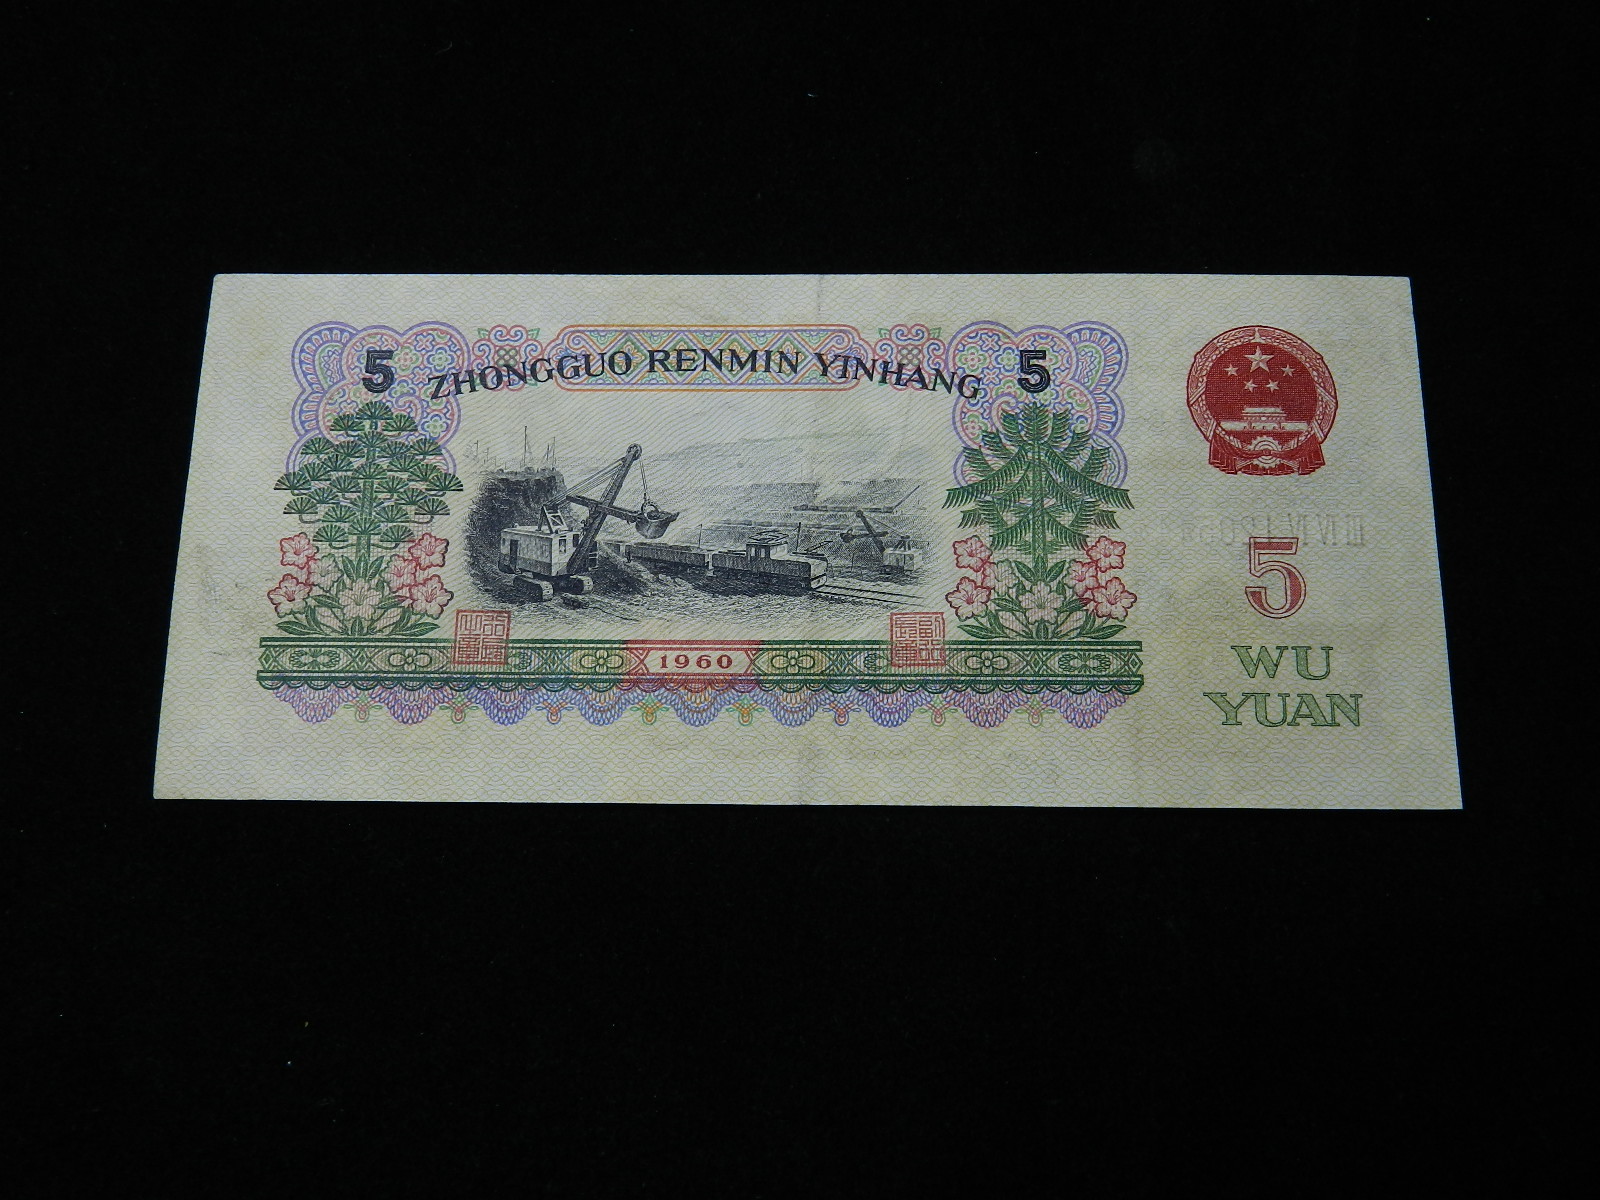 5 ZHONGGUO RENMIN YINHANG 5
5
WU
YUAN
1960